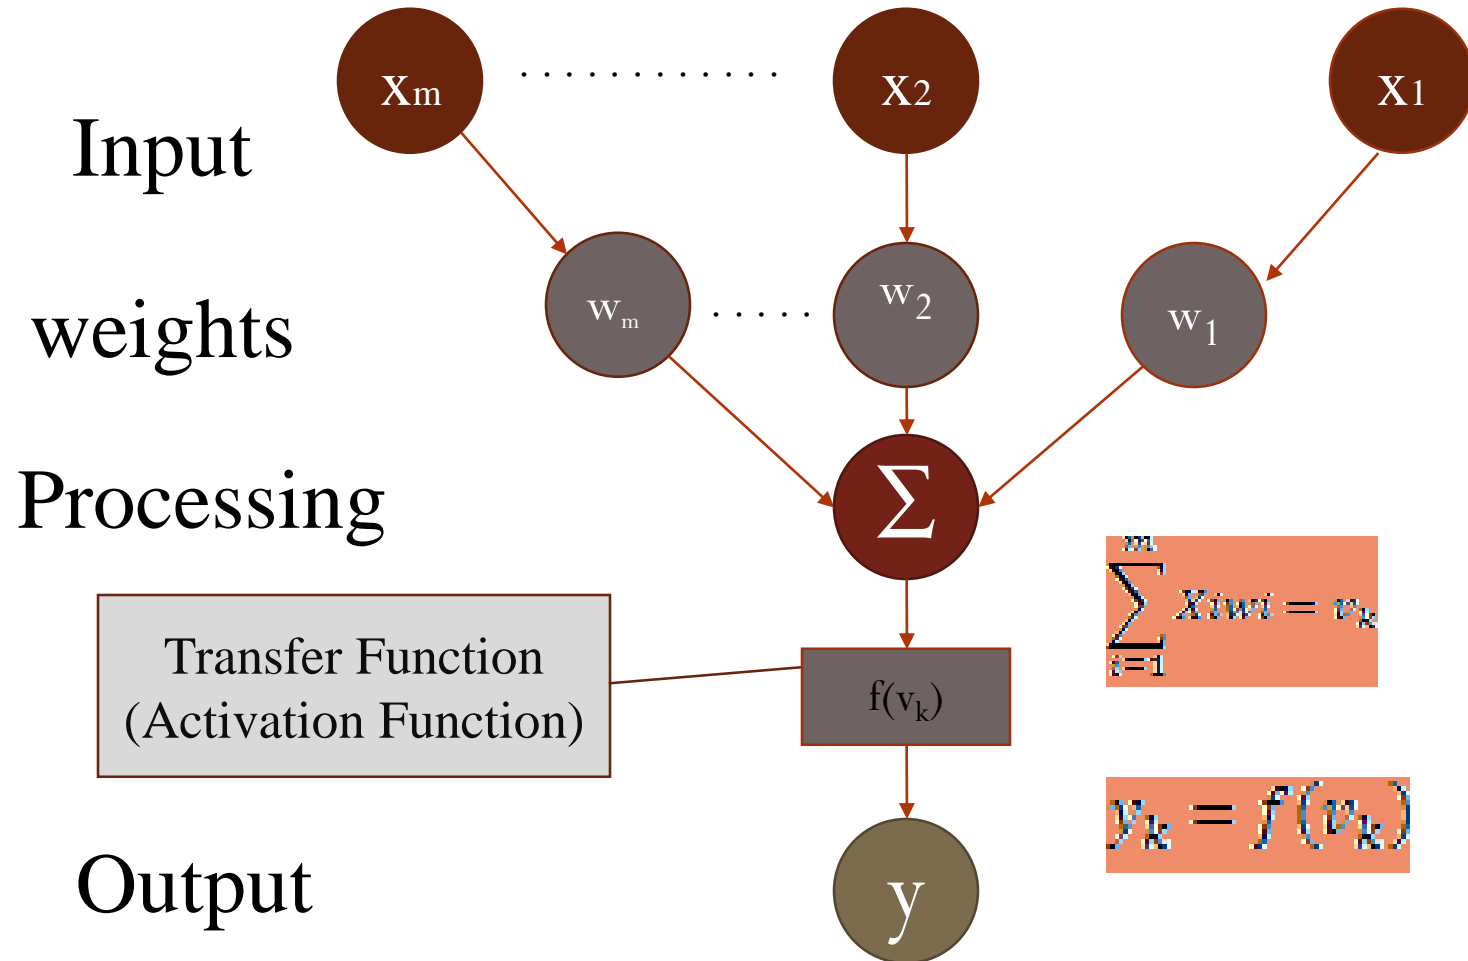 xm ............ x2 x1
Input
wm ..... w2 w1
weights
Σ
Processing
m
∑ Xiwi = vk
i=1
Transfer Function
(Activation Function)
f(vk)
yk = f(vk)
Output
y